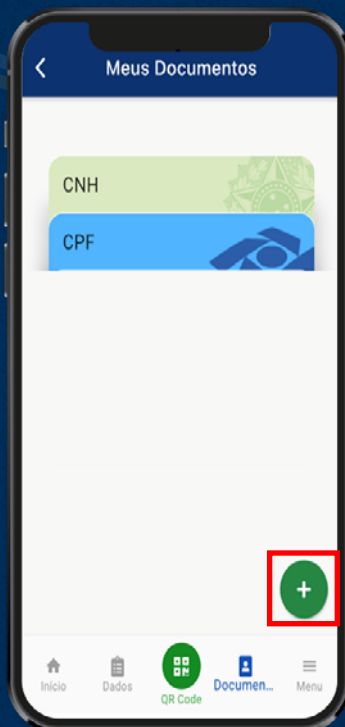 Meus Documentos
CNH
CPF
+
Início
Dados
QR Code
Documen...
Menu